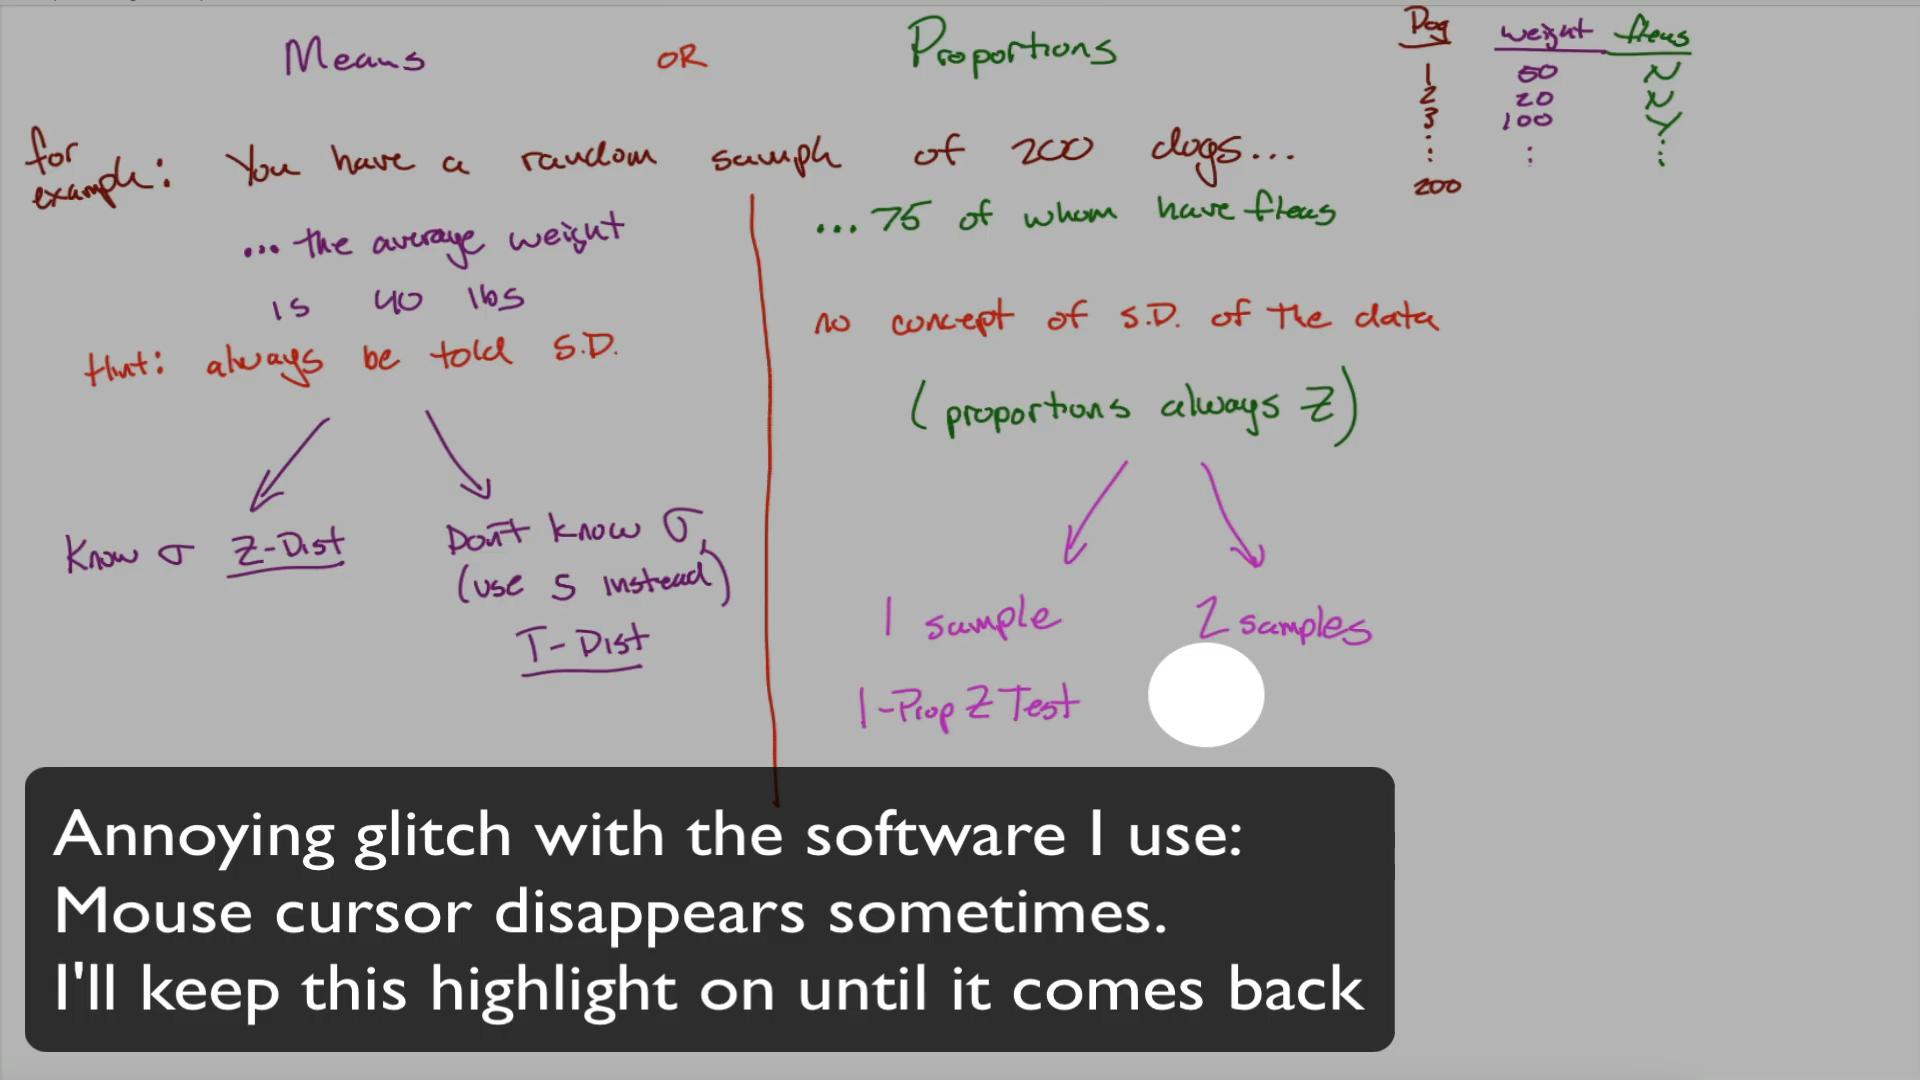 Means OR Proportions
Dog weight fleas
1 50 N
2 20 N
3 100 Y
200
for example: You have a random sample of 200 dogs...
...the average weight
is 40 lbs
Hint: always be told S.D.
Know σ Z-Dist
Don't know σ,
(use S instead)
T-Dist
...75 of whom have fleas
no concept of S.D. of the data
(proportions always Z)
1 sample
2 samples
1-Prop Z Test
Annoying glitch with the software I use:
Mouse cursor disappears sometimes.
I'll keep this highlight on until it comes back